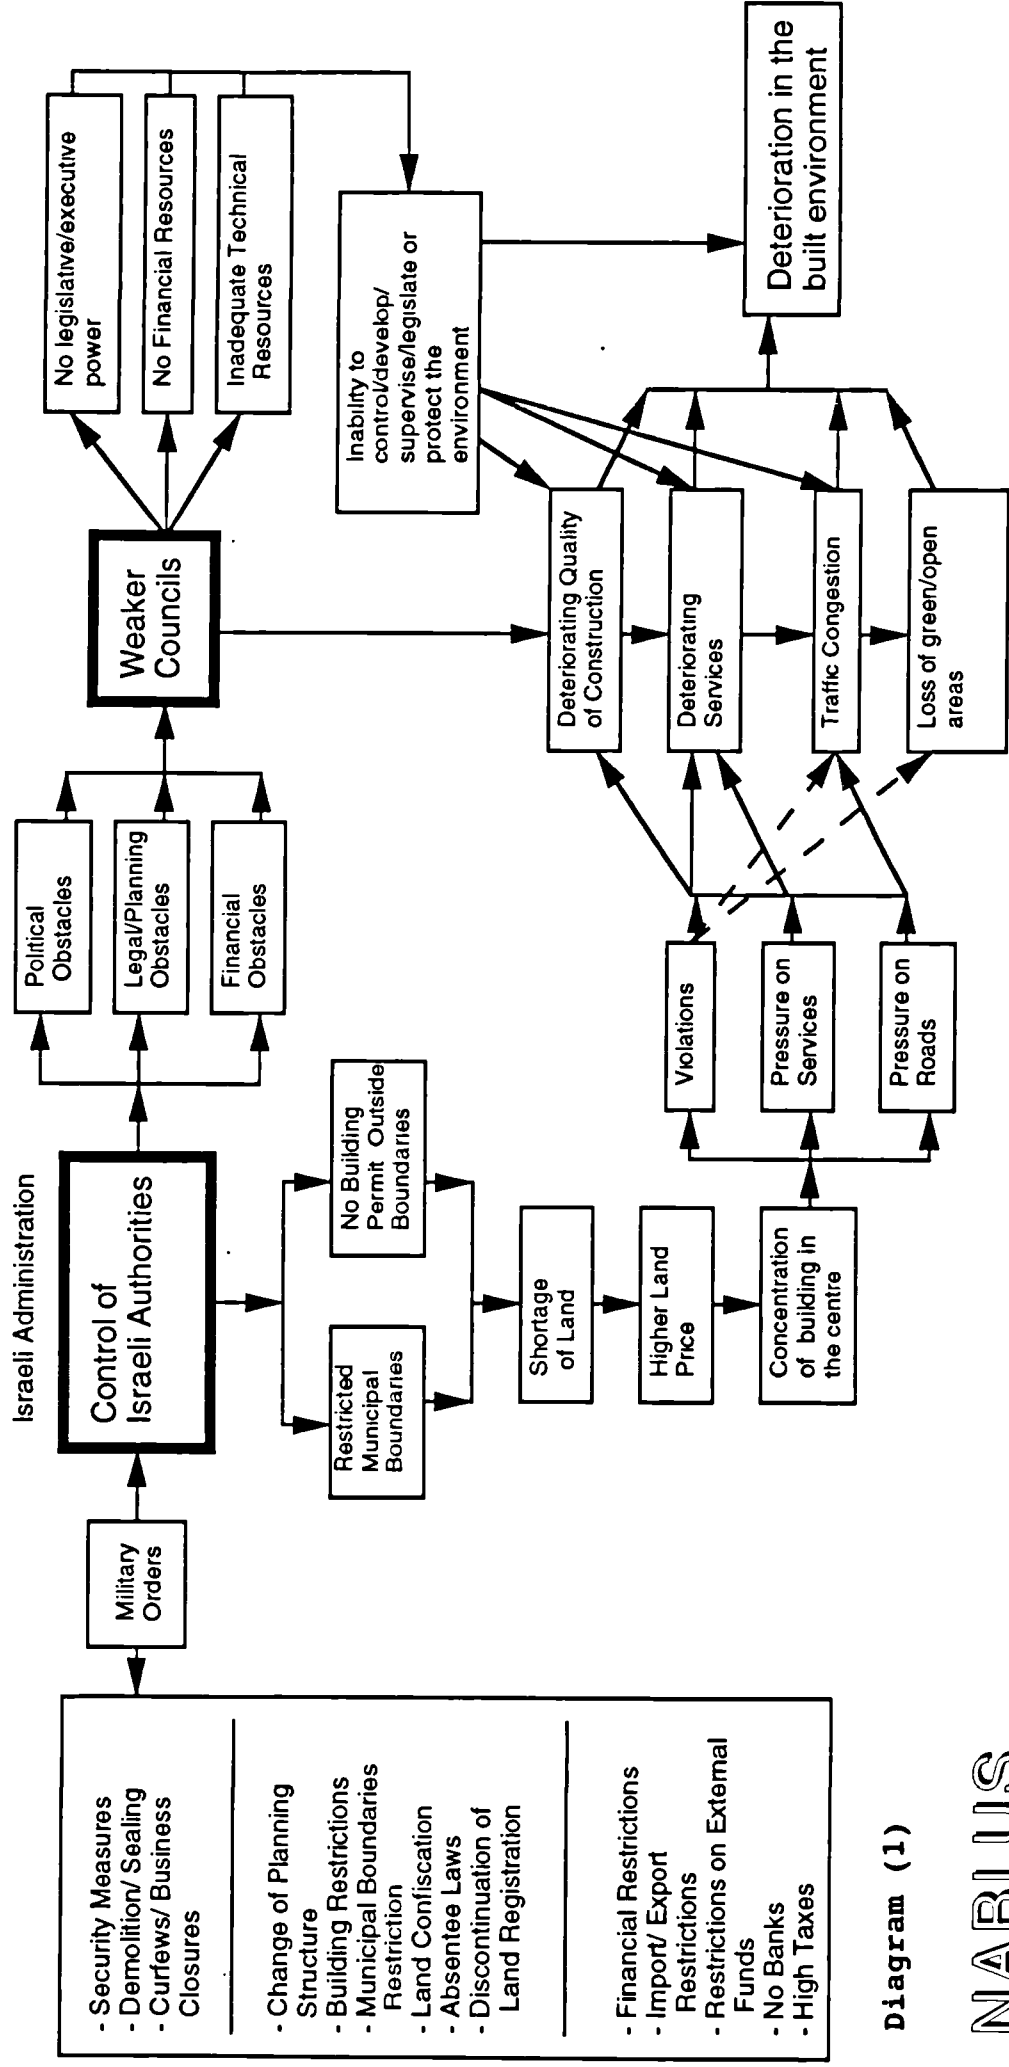 Israeli Administration
- Security Measures
- Demolition/ Sealing
- Curfews/ Business
Closures
- Change of Planning
Structure
- Building Restrictions
- Municipal Boundaries
Restriction
- Land Confiscation
- Absentee Laws
- Discontinuation of
Land Registration
- Financial Restrictions
- Import/ Export
Restrictions
- Restrictions on External
Funds
- No Banks
- High Taxes
Military
Orders
Control of
Israeli Authorities
Political
Obstacles
Legal/Planning
Obstacles
Financial
Obstacles
Weaker
Councils
No legislative/executive
power
No Financial Resources
Inadequate Technical
Resources
Restricted
Municipal
Boundaries
No Building
Permit Outside
Boundaries
Shortage
of Land
Higher Land
Price
Concentration
of building in
the centre
Violations
Pressure on
Services
Pressure on
Roads
Inability to
control/develop/
supervise/legislate or
protect the
environment
Deteriorating Quality
of Construction
Deteriorating
Services
Traffic Congestion
Loss of green/open
areas
Deterioration in the
built environment
Diagram (1)
NABLUS